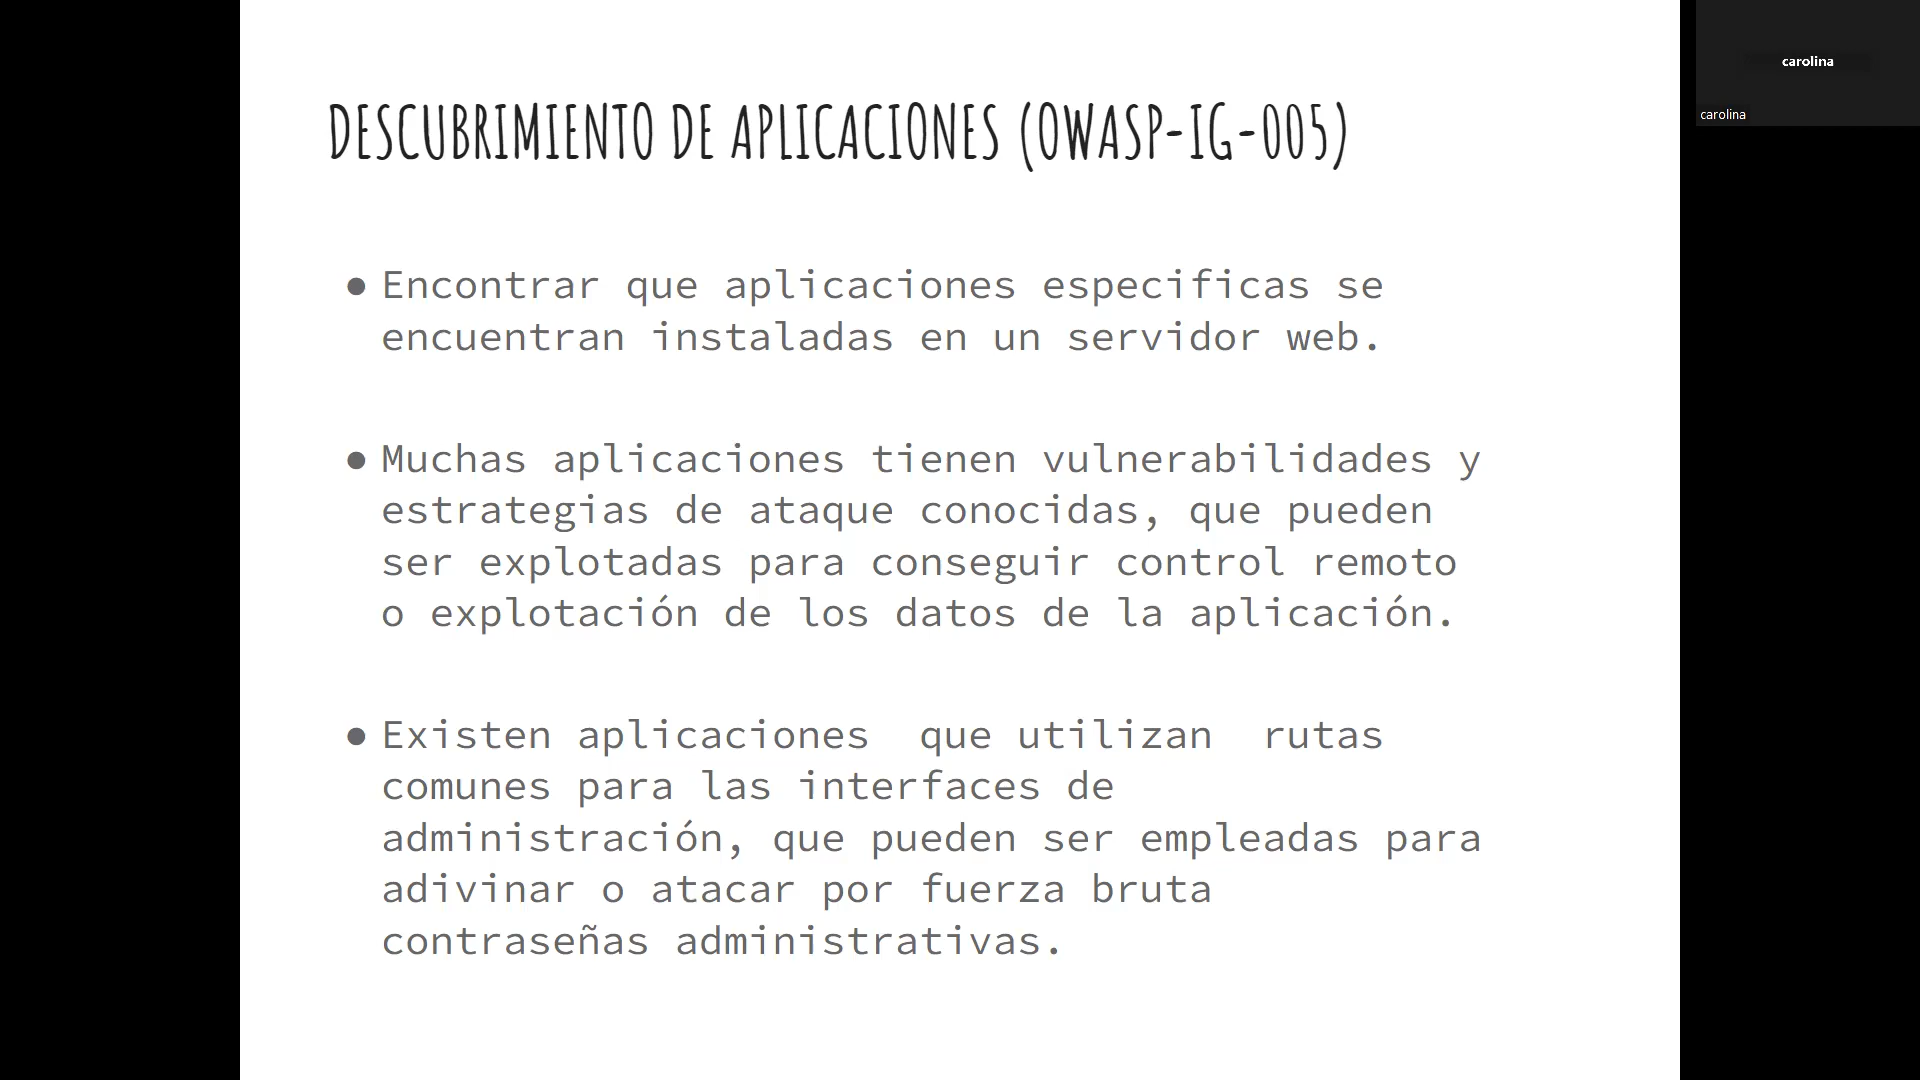 DESCUBRIMIENTO DE APLICACIONES (OWASP-IG-005)
● Encontrar que aplicaciones especificas se
encuentran instaladas en un servidor web.
● Muchas aplicaciones tienen vulnerabilidades y
estrategias de ataque conocidas, que pueden
ser explotadas para conseguir control remoto
o explotación de los datos de la aplicación.
● Existen aplicaciones  que utilizan  rutas
comunes para las interfaces de
administración, que pueden ser empleadas para
adivinar o atacar por fuerza bruta
contraseñas administrativas.
carolina
carolina